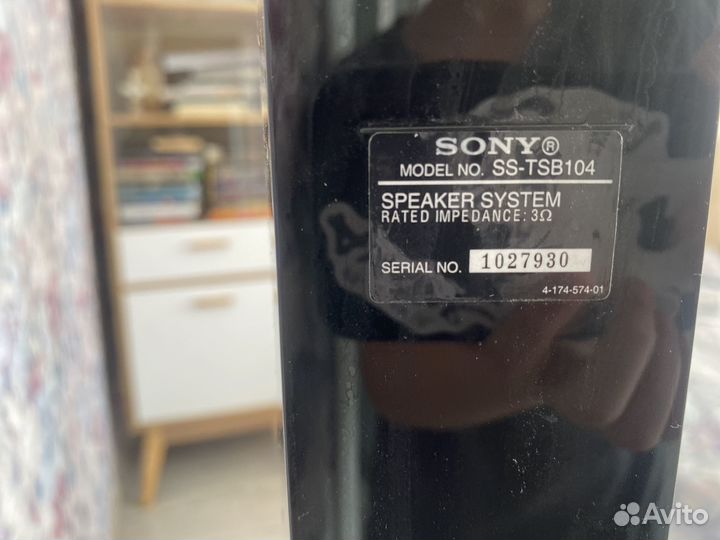 SONY®
MODEL NO. SS-TSB104
SPEAKER SYSTEM
RATED IMPEDANCE: 3Ω
SERIAL NO. 1027930
4-174-574-01
Avito